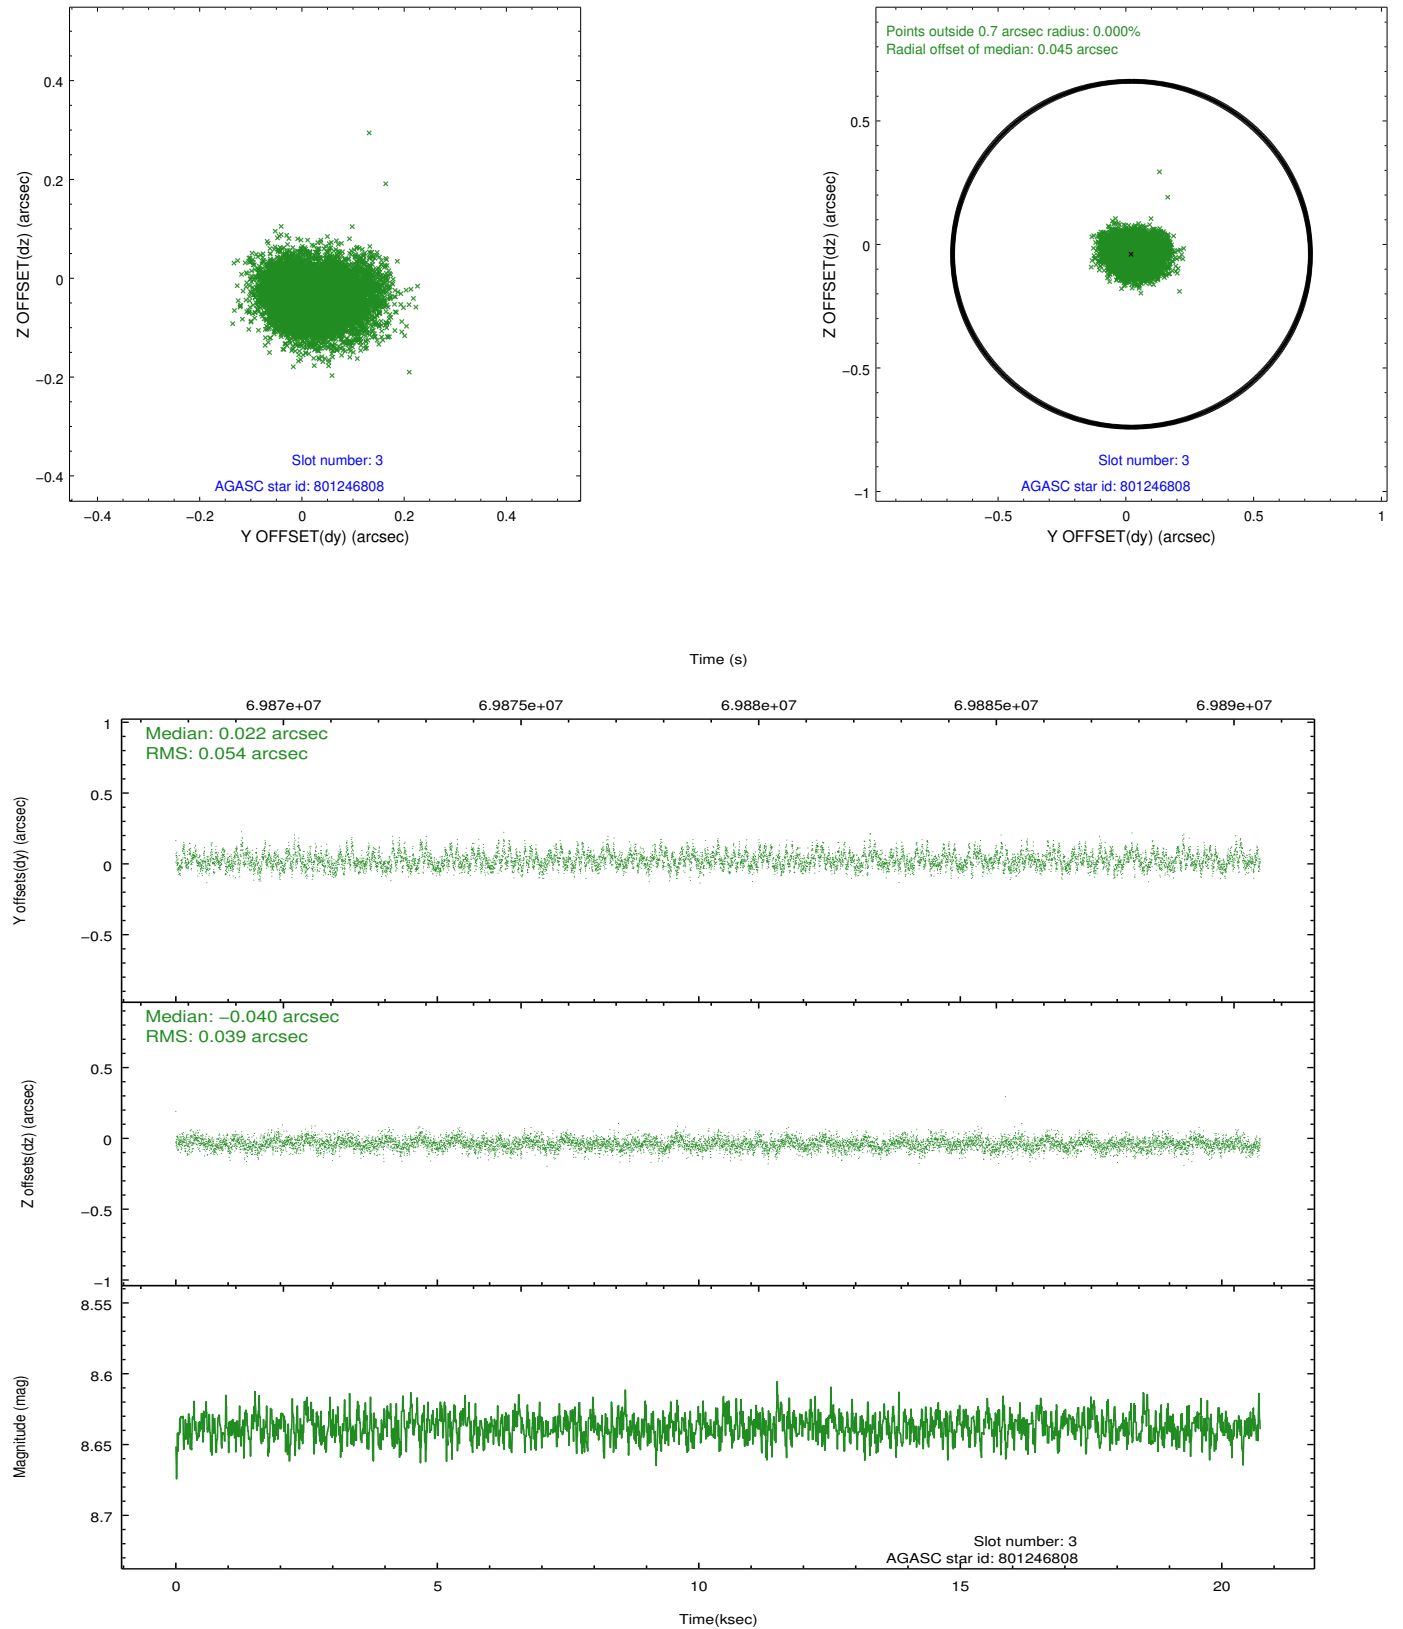 0.4
0.2
0
−0.2
−0.4
Z OFFSET(dz) (arcsec)
Slot number: 3
AGASC star id: 801246808
−0.4 −0.2 0 0.2 0.4
Y OFFSET(dy) (arcsec)
Points outside 0.7 arcsec radius: 0.000%
Radial offset of median: 0.045 arcsec
0.5
0
−0.5
−1
Z OFFSET(dz) (arcsec)
Slot number: 3
AGASC star id: 801246808
−0.5 0 0.5 1
Y OFFSET(dy) (arcsec)
Time (s)
6.987e+07 6.9875e+07 6.988e+07 6.9885e+07 6.989e+07
Median: 0.022 arcsec
RMS: 0.054 arcsec
1
0.5
0
−0.5
Y offsets(dy) (arcsec)
Median: −0.040 arcsec
RMS: 0.039 arcsec
0.5
0
−0.5
−1
Z offsets(dz) (arcsec)
8.55
8.6
8.65
8.7
Magnitude (mag)
Slot number: 3
AGASC star id: 801246808
0 5 10 15 20
Time(ksec)